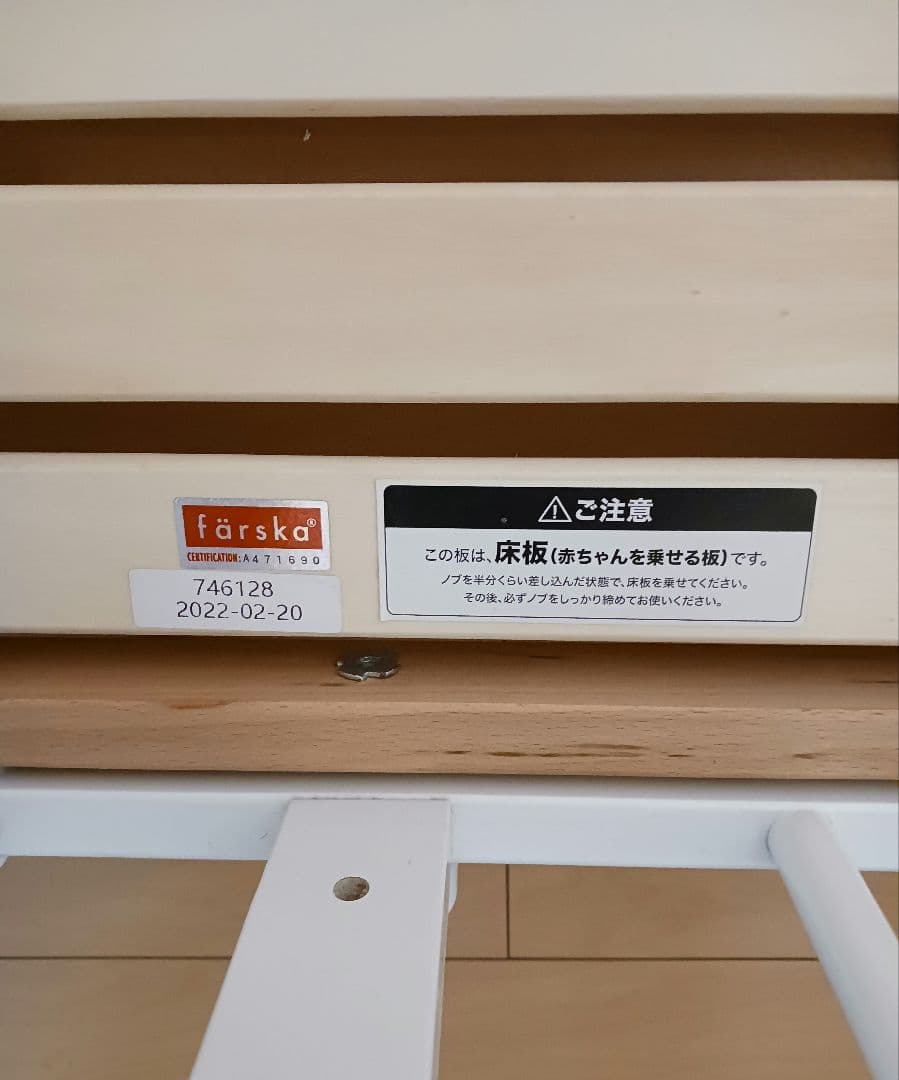 färska®
CERTIFICATION:A471690
746128
2022-02-20
⚠ご注意
この板は、床板(赤ちゃんを乗せる板)です。
ノブを半分くらい差し込んだ状態で、床板を乗せてください。
その後、必ずノブをしっかり締めてお使いください。